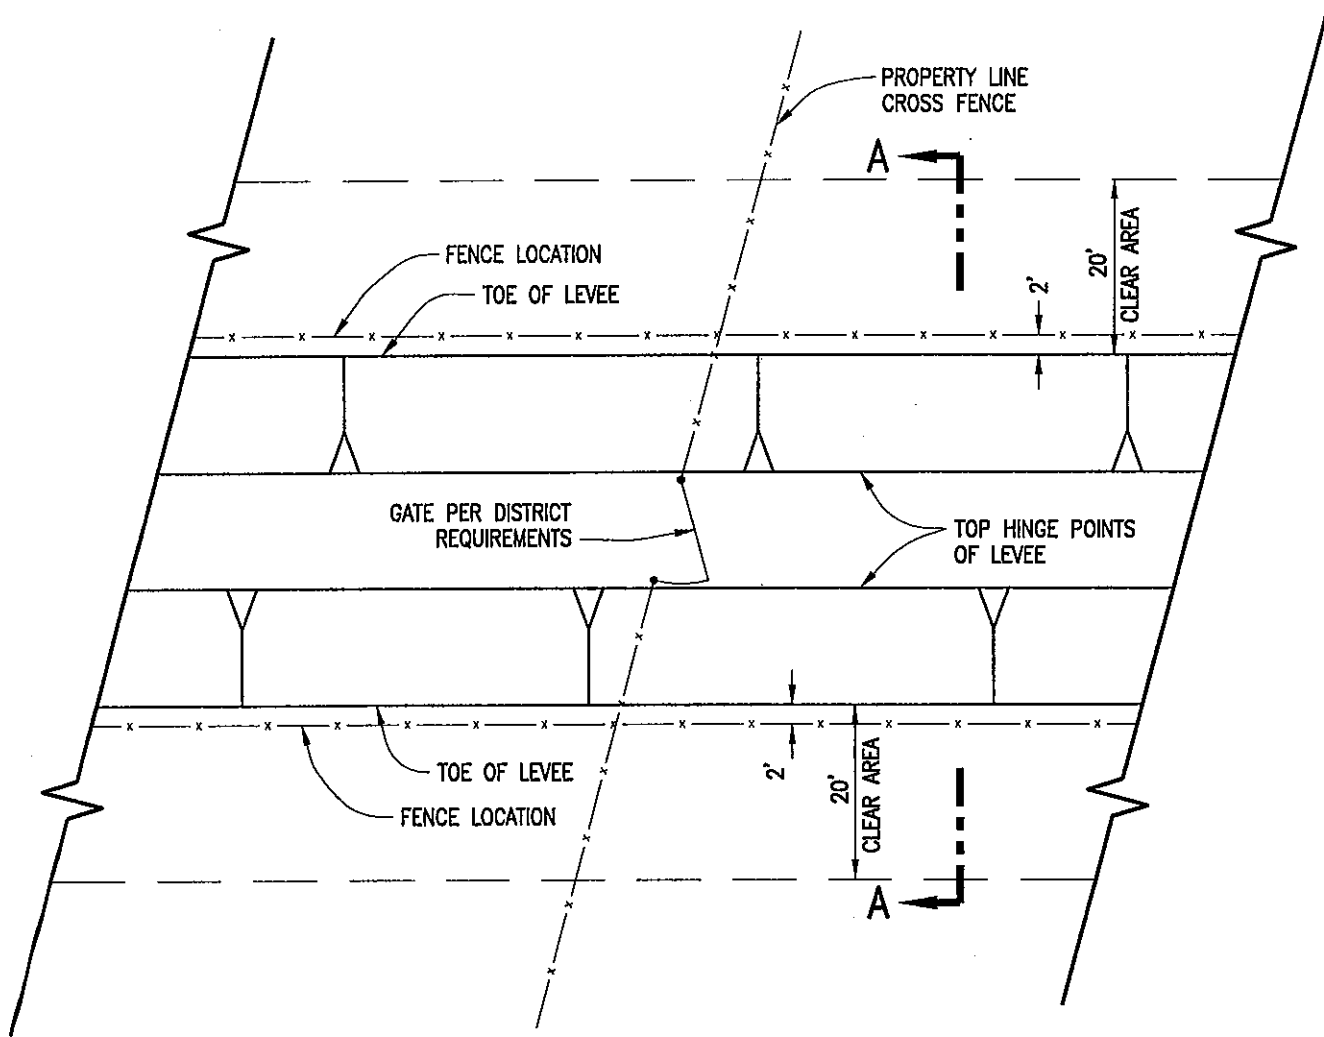 PROPERTY LINE
CROSS FENCE
A
FENCE LOCATION
TOE OF LEVEE
2'
20'
CLEAR AREA
GATE PER DISTRICT
REQUIREMENTS
TOP HINGE POINTS
OF LEVEE
TOE OF LEVEE
FENCE LOCATION
2'
20'
CLEAR AREA
A